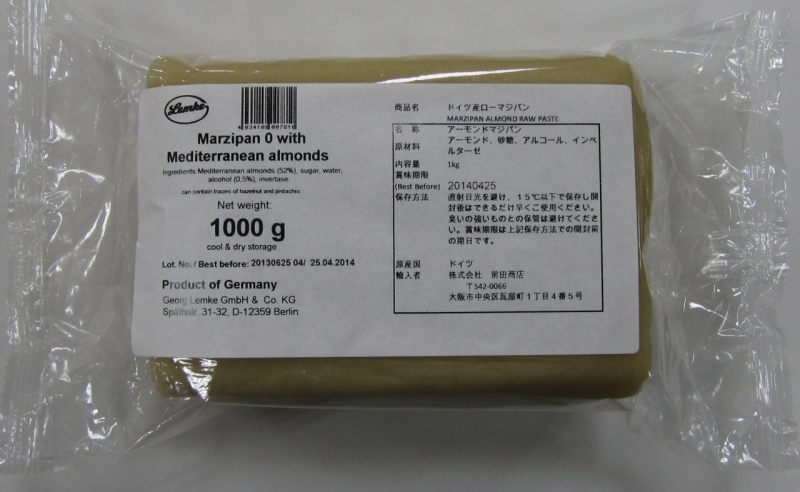 Lemke
4034108 007010
Marzipan 0 with
Mediterranean almonds
Ingredients Mediterranean almonds (52%), sugar, water,
alcohol (0,5%), invertase
can contain traces of hazelnut and pistachio
Net weight:
1000 g
cool & dry storage
Lot. No./ Best before: 20130625 04/ 25.04.2014
Product of Germany
Georg Lemke GmbH & Co. KG
Späthstr. 31-32, D-12359 Berlin
商品名 ドイツ産ローマジパン
MARZIPAN ALMOND RAW PASTE
名 称 アーモンドマジパン
原材料 アーモンド、砂糖、アルコール、インベ
ルターゼ
内容量 1kg
賞味期限
(Best Before) 20140425
保存方法 直射日光を避け、15℃以下で保存し開
封後はできるだけ早くご使用ください。
臭いの強いものとの保管は避けてくださ
い。賞味期限は上記保存方法での開封前
の期日です。
原産国 ドイツ
輸入者 株式会社 前田商店
〒542-0066
大阪市中央区瓦屋町1丁目4番5号